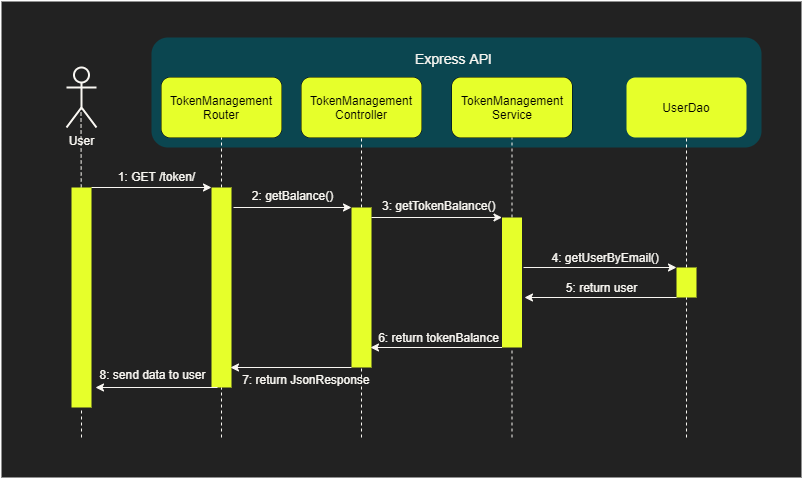 Express API
TokenManagement
Router
TokenManagement
Controller
TokenManagement
Service
UserDao
User
1: GET /token/
2: getBalance()
3: getTokenBalance()
4: getUserByEmail()
5: return user
6: return tokenBalance
7: return JsonResponse
8: send data to user